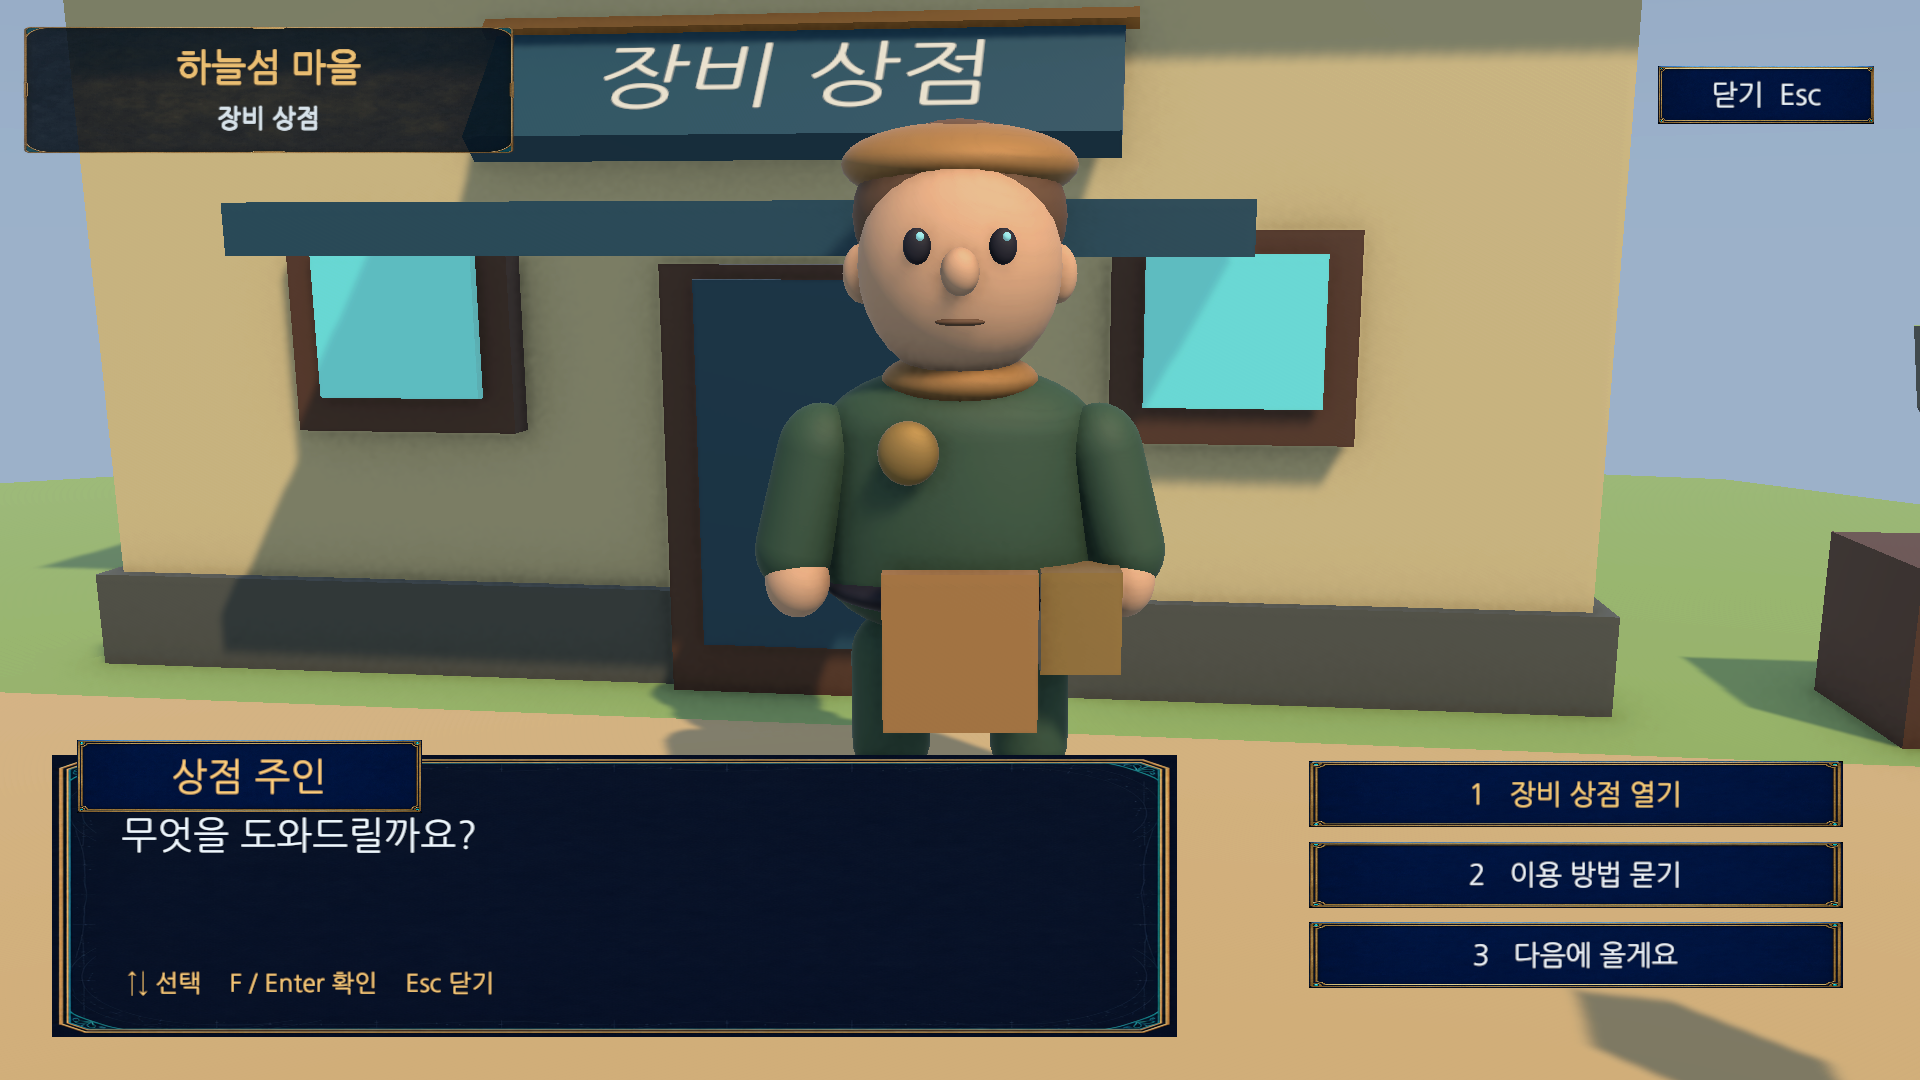 하늘섬 마을
장비 상점
장비 상점
닫기 Esc
상점 주인
무엇을 도와드릴까요?
↑↓ 선택 F / Enter 확인 Esc 닫기
1 장비 상점 열기
2 이용 방법 묻기
3 다음에 올게요